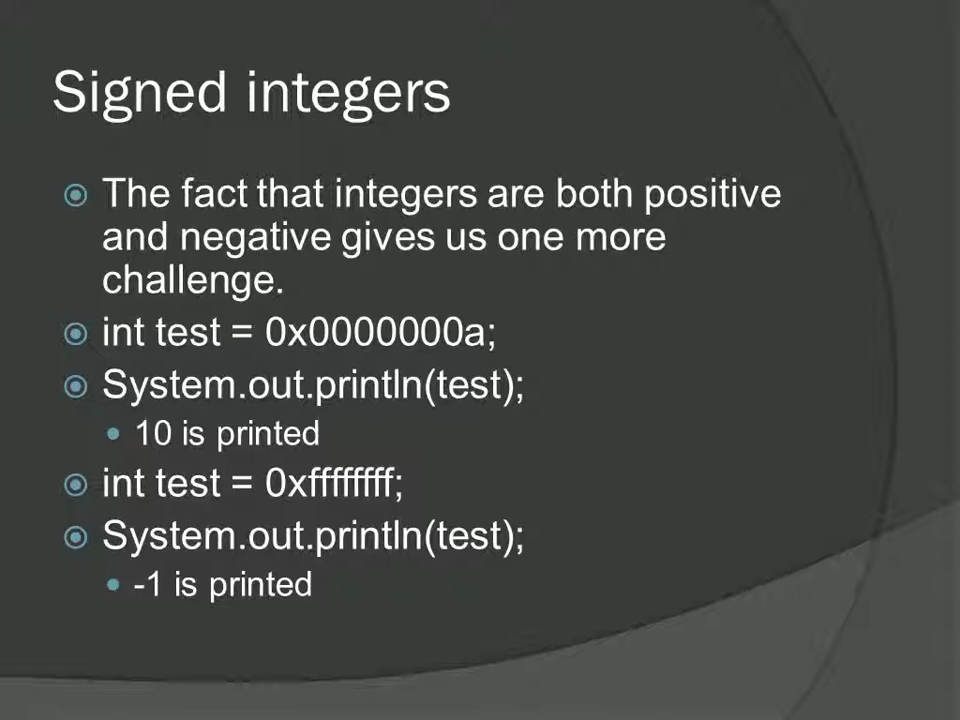 Signed integers
The fact that integers are both positive
and negative gives us one more
challenge.
int test = 0x0000000a;
System.out.println(test);
10 is printed
int test = 0xffffffff;
System.out.println(test);
-1 is printed